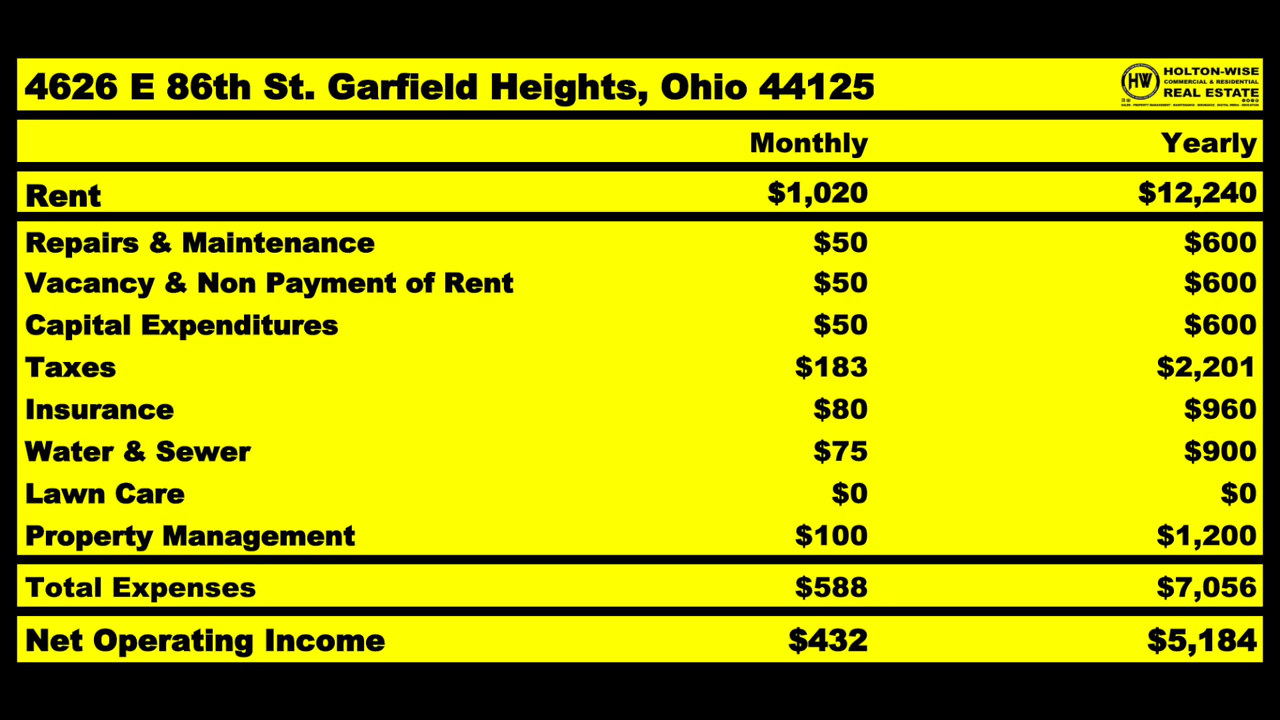 4626 E 86th St. Garfield Heights, Ohio 44125
HW
HOLTON-WISE
COMMERCIAL & RESIDENTIAL
REAL ESTATE
Monthly Yearly
Rent $1,020 $12,240
Repairs & Maintenance $50 $600
Vacancy & Non Payment of Rent $50 $600
Capital Expenditures $50 $600
Taxes $183 $2,201
Insurance $80 $960
Water & Sewer $75 $900
Lawn Care $0 $0
Property Management $100 $1,200
Total Expenses $588 $7,056
Net Operating Income $432 $5,184